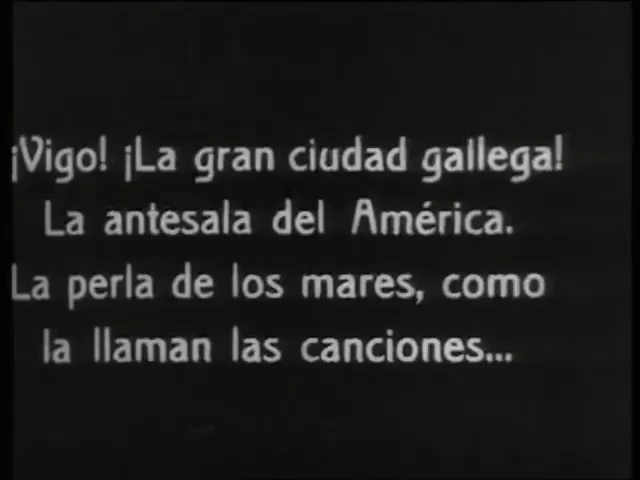 ¡Vigo! ¡La gran ciudad gallega!
La antesala del América.
La perla de los mares, como
la llaman las canciones...